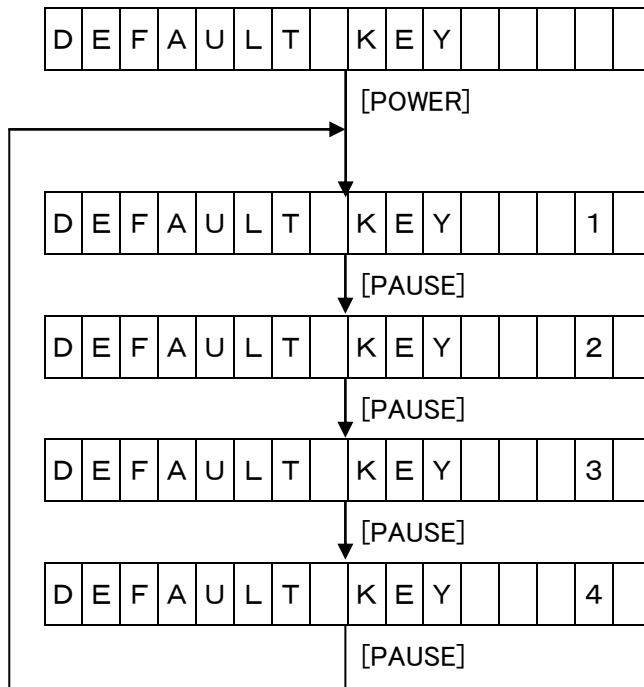 DEFAULT KEY
[POWER]
DEFAULT KEY 1
[PAUSE]
DEFAULT KEY 2
[PAUSE]
DEFAULT KEY 3
[PAUSE]
DEFAULT KEY 4
[PAUSE]